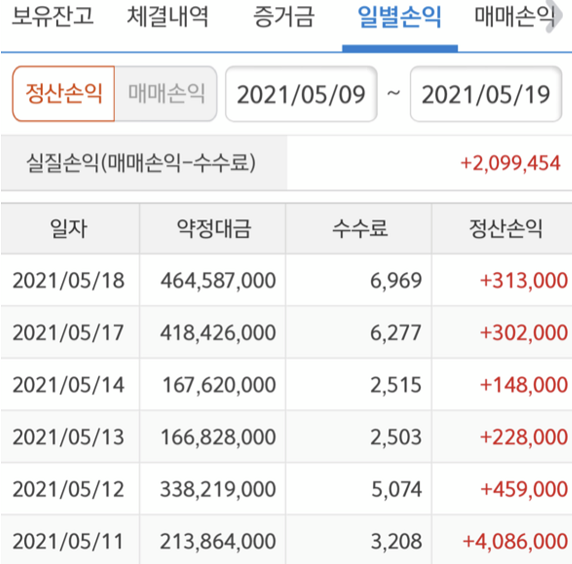 보유잔고 체결내역 증거금 일별손익 매매손익
정산손익 매매손익 2021/05/09 ~ 2021/05/19
실질손익(매매손익-수수료) +2,099,454
일자 약정대금 수수료 정산손익
2021/05/18 464,587,000 6,969 +313,000
2021/05/17 418,426,000 6,277 +302,000
2021/05/14 167,620,000 2,515 +148,000
2021/05/13 166,828,000 2,503 +228,000
2021/05/12 338,219,000 5,074 +459,000
2021/05/11 213,864,000 3,208 +4,086,000